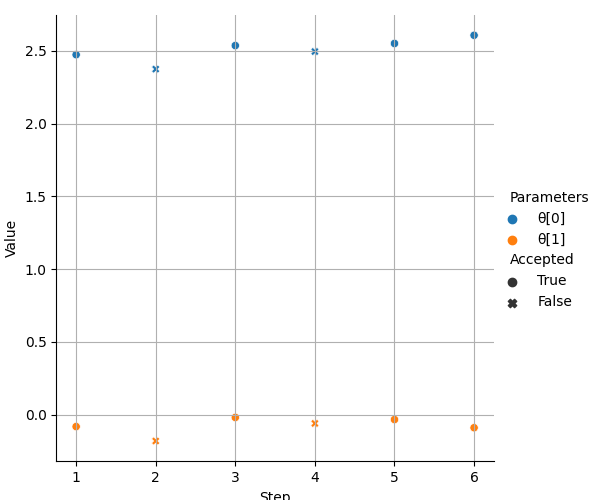 2.5
2.0
1.5
1.0
0.5
0.0
Value
1 2 3 4 5 6
Step
Parameters
θ[0]
θ[1]
Accepted
True
False